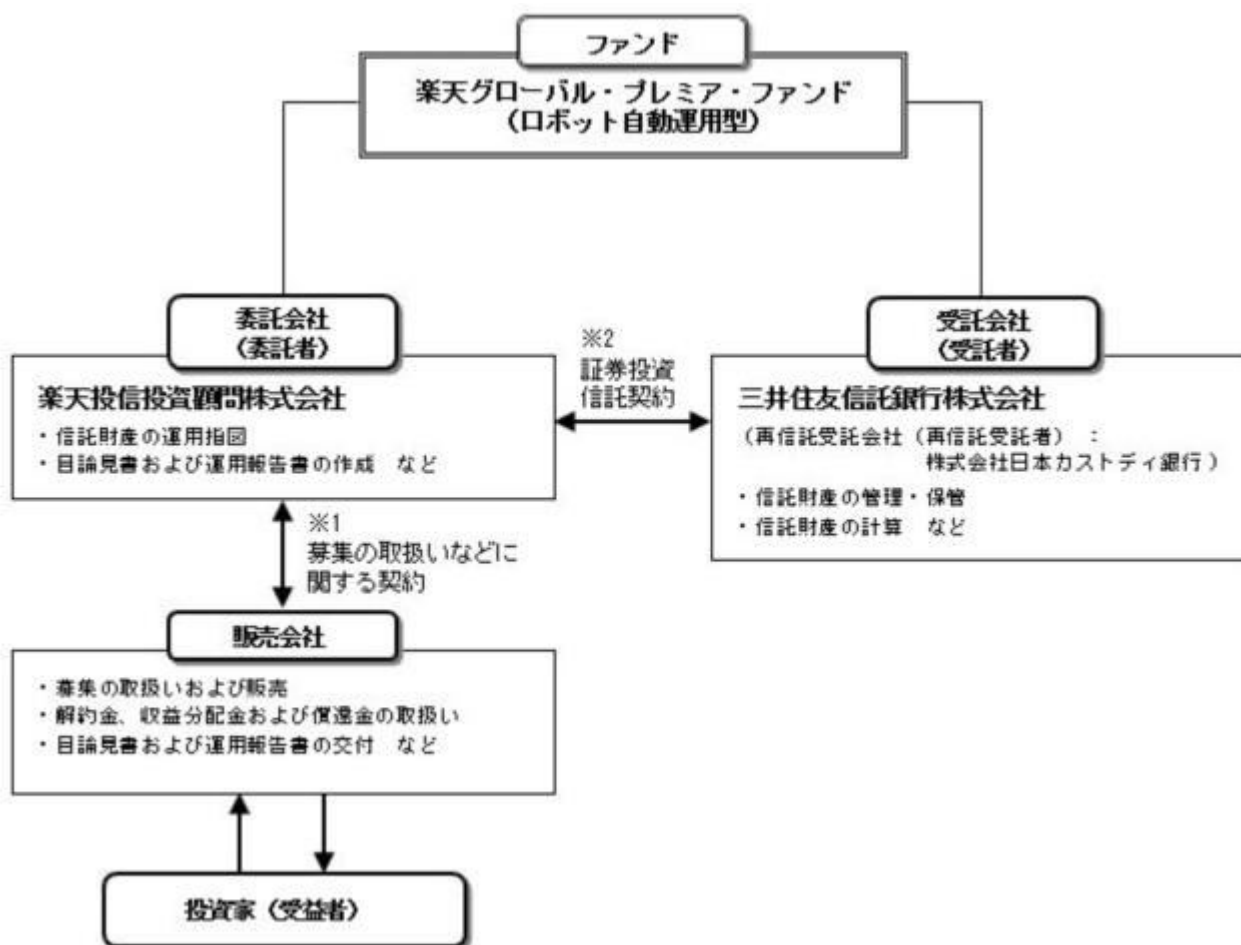 ファンド
楽天グローバル・プレミア・ファンド
(ロボット自動運用型)
委託会社
(委託者)
楽天投信投資顧問株式会社
・信託財産の運用指図
・目論見書および運用報告書の作成 など
※2
証券投資
信託契約
受託会社
(受託者)
三井住友信託銀行株式会社
(再信託受託会社(再信託受託者) :
株式会社日本カストディ銀行)
・信託財産の管理・保管
・信託財産の計算 など
※1
募集の取扱いなどに
関する契約
販売会社
・募集の取扱いおよび販売
・解約金、収益分配金および償還金の取扱い
・目論見書および運用報告書の交付 など
投資家(受益者)